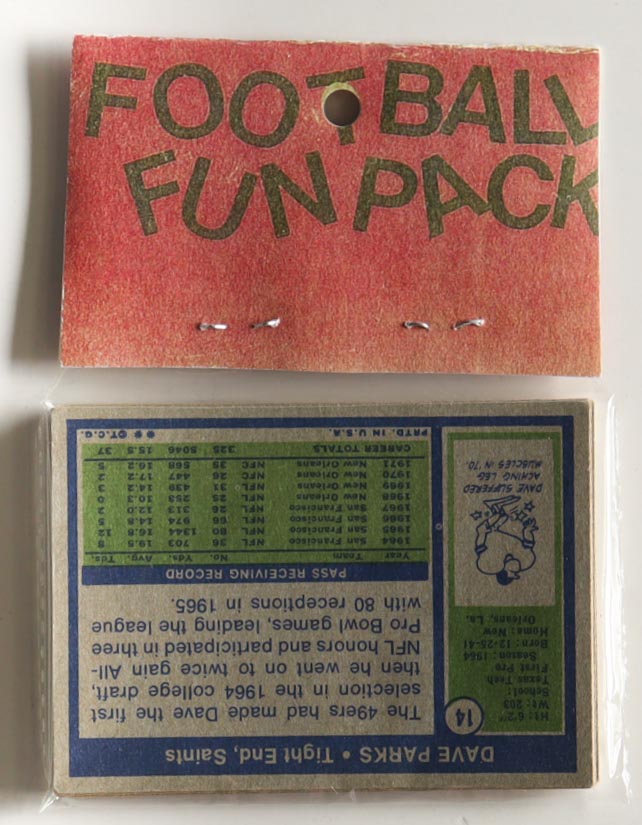 FOOTBALL
FUN PACK
DAVE PARKS • Tight End, Saints
14
Ht: 6'2"
Wt: 203
School:
Texas Tech
First Pro
Season: 1964
Born: 12-25-41
Home: New
Orleans, La.
DAVE SUFFERED
ACHING LEG
MUSCLES IN '70.
The 49ers had made Dave the first
selection in the 1964 college draft,
then he went on to twice gain All-
NFL honors and participated in three
Pro Bowl games, leading the league
with 80 receptions in 1965.
PASS RECEIVING RECORD
Year Team No. Yds. Avg. Tds.
1964 San Francisco NFL 36 703 19.5 8
1965 San Francisco NFL 80 1344 16.8 12
1966 San Francisco NFL 66 974 14.8 5
1967 San Francisco NFL 26 313 12.0 2
1968 New Orleans NFL 25 258 10.3 0
1969 New Orleans NFL 31 439 14.2 3
1970 New Orleans NFC 26 447 17.2 2
1971 New Orleans NFC 35 568 16.2 5
CAREER TOTALS 325 5046 15.5 37
©T.C.G. PRTD. IN U.S.A.